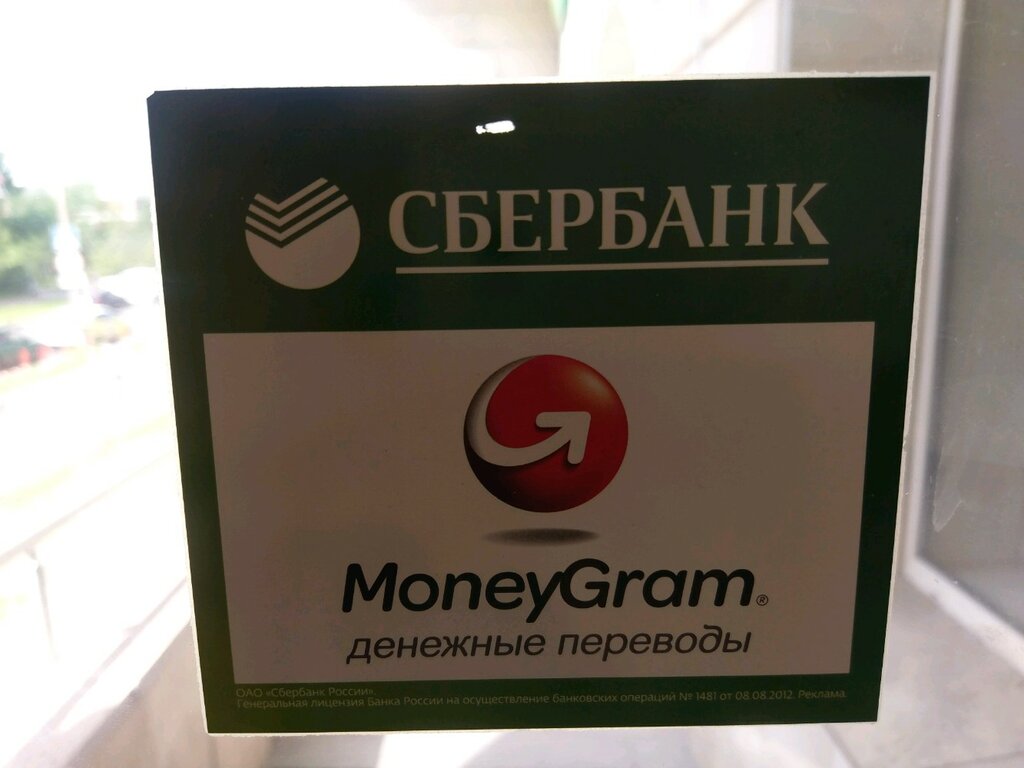 СБЕРБАНК
MoneyGram®
денежные переводы
ОАО «Сбербанк России».
Генеральная лицензия Банка России на осуществление банковских операций № 1481 от 08.08.2012. Реклама.